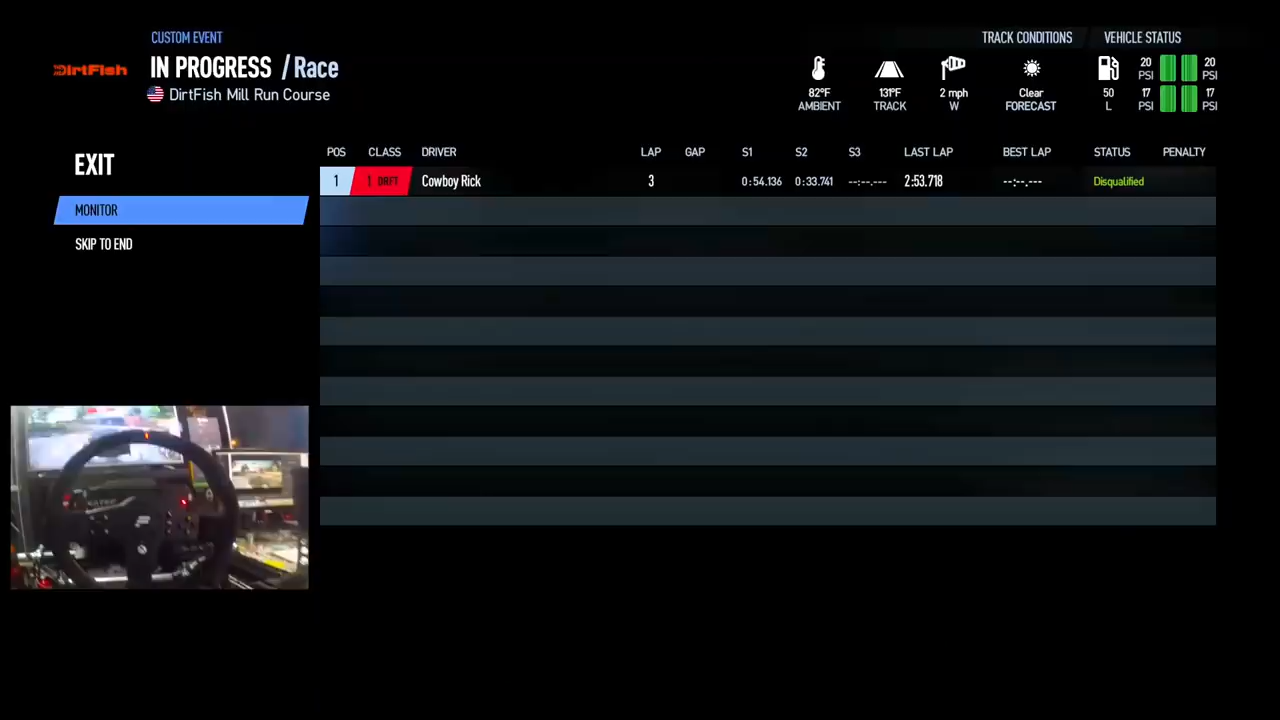 CUSTOM EVENT
DirtFish
IN PROGRESS / Race
DirtFish Mill Run Course
TRACK CONDITIONS
VEHICLE STATUS
82°F
AMBIENT
131°F
TRACK
2 mph
W
Clear
FORECAST
50
L
20
PSI
20
PSI
17
PSI
17
PSI
EXIT
MONITOR
SKIP TO END
POS CLASS DRIVER LAP GAP S1 S2 S3 LAST LAP BEST LAP STATUS PENALTY
1 1 DRFT Cowboy Rick 3 0:54.136 0:33.741 --:--.--- 2:53.718 --:--.--- Disqualified